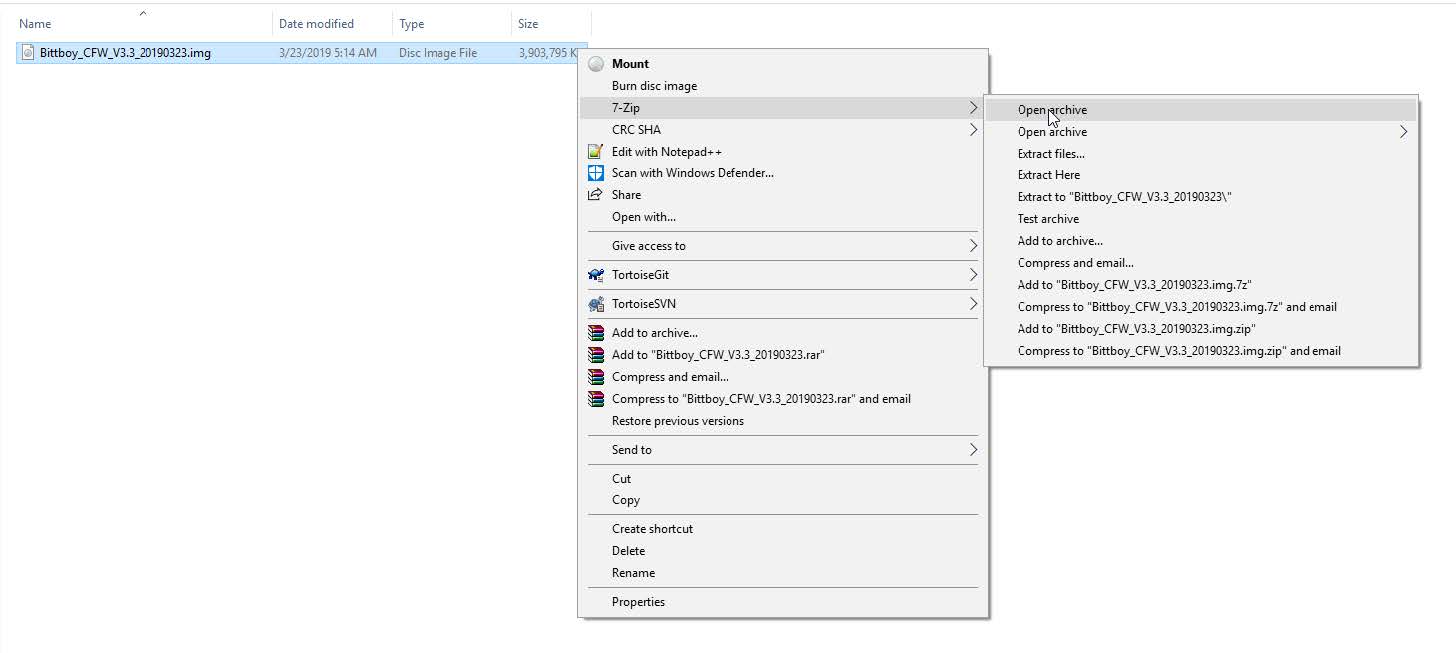 Name Date modified Type Size
Bittboy_CFW_V3.3_20190323.img 3/23/2019 5:14 AM Disc Image File 3,903,795 K
Mount
Burn disc image
7-Zip
CRC SHA
Edit with Notepad++
Scan with Windows Defender...
Share
Open with...
Give access to
TortoiseGit
TortoiseSVN
Add to archive...
Add to "Bittboy_CFW_V3.3_20190323.rar"
Compress and email...
Compress to "Bittboy_CFW_V3.3_20190323.rar" and email
Restore previous versions
Send to
Cut
Copy
Create shortcut
Delete
Rename
Properties
Open archive
Open archive
Extract files...
Extract Here
Extract to "Bittboy_CFW_V3.3_20190323\"
Test archive
Add to archive...
Compress and email...
Add to "Bittboy_CFW_V3.3_20190323.img.7z"
Compress to "Bittboy_CFW_V3.3_20190323.img.7z" and email
Add to "Bittboy_CFW_V3.3_20190323.img.zip"
Compress to "Bittboy_CFW_V3.3_20190323.img.zip" and email